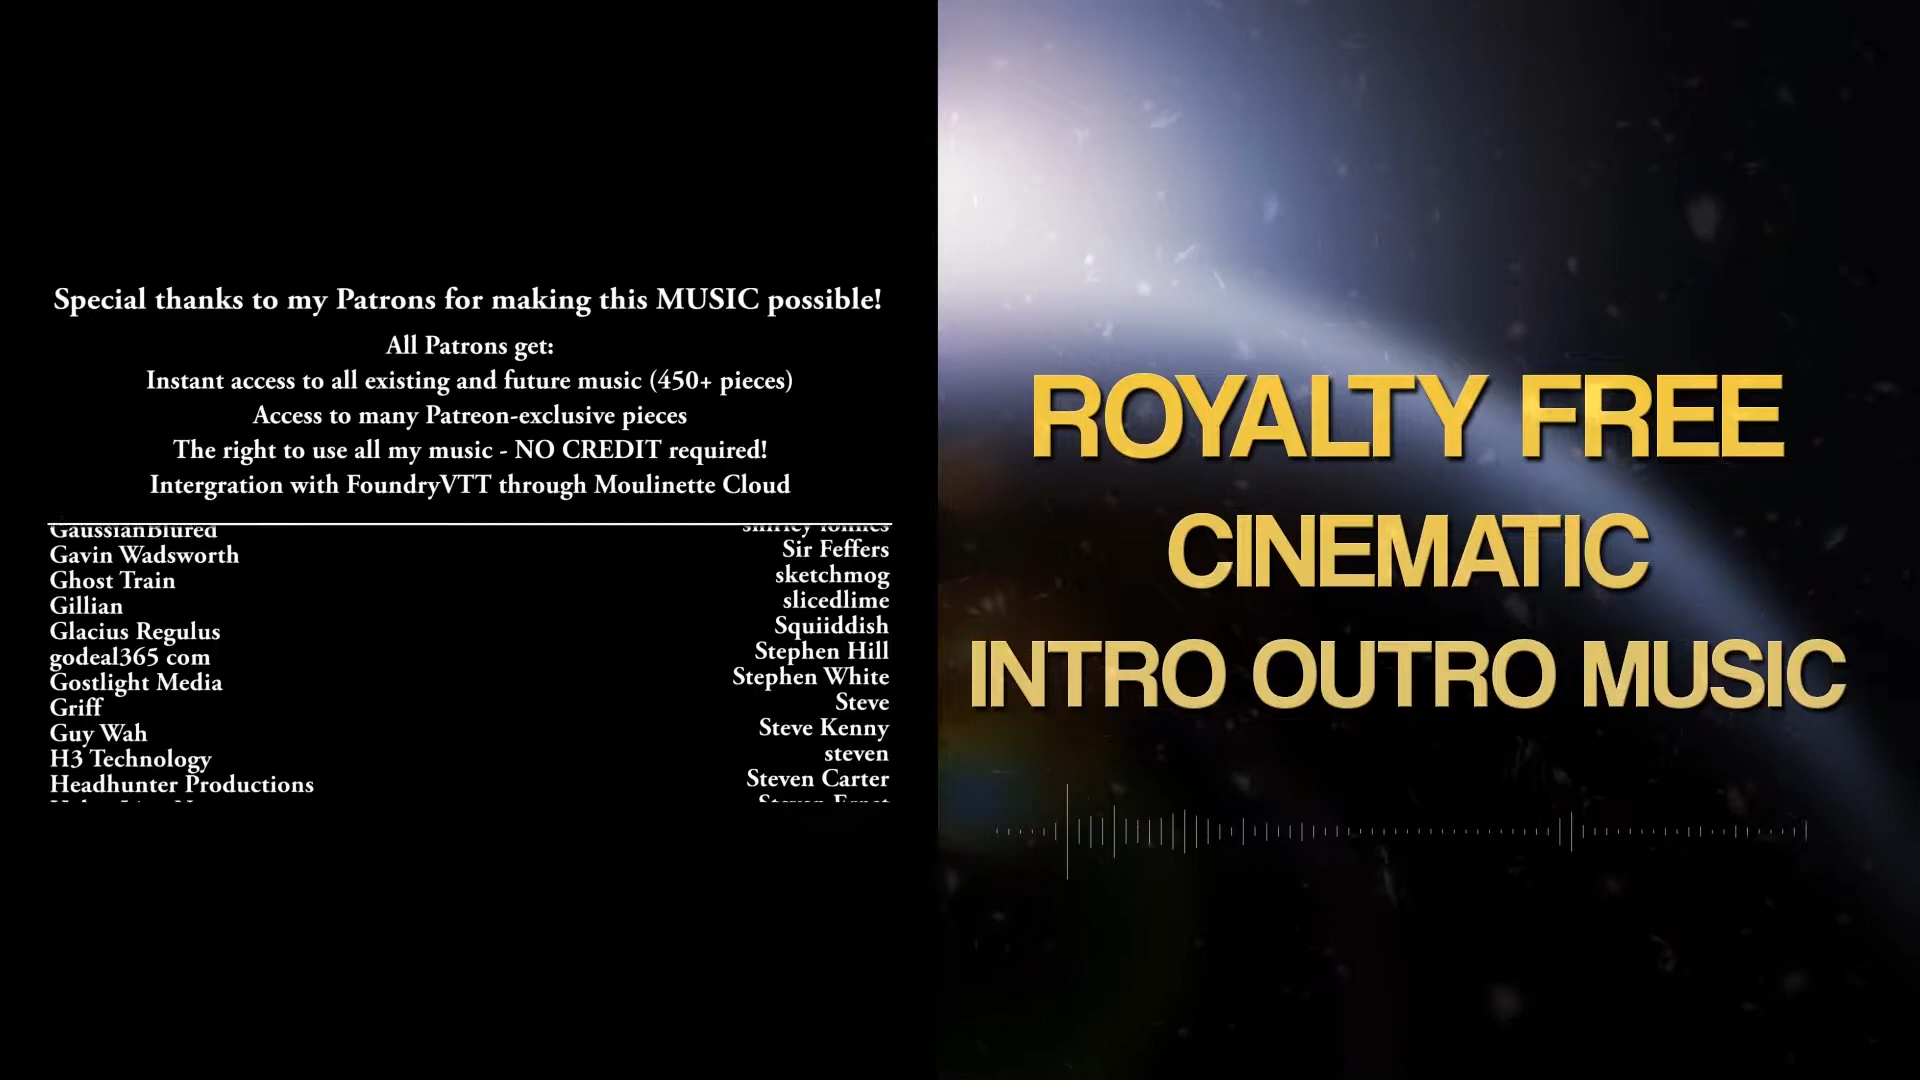 Special thanks to my Patrons for making this MUSIC possible!
All Patrons get:
Instant access to all existing and future music (450+ pieces)
Access to many Patreon-exclusive pieces
The right to use all my music - NO CREDIT required!
Intergration with FoundryVTT through Moulinette Cloud
GaussianBlured
Gavin Wadsworth
Ghost Train
Gillian
Glacius Regulus
godeal365 com
Gostlight Media
Griff
Guy Wah
H3 Technology
Headhunter Productions
Sir Feffers
sketchmog
slicedlime
Squiiddish
Stephen Hill
Stephen White
Steve
Steve Kenny
steven
Steven Carter
ROYALTY FREE
CINEMATIC
INTRO OUTRO MUSIC